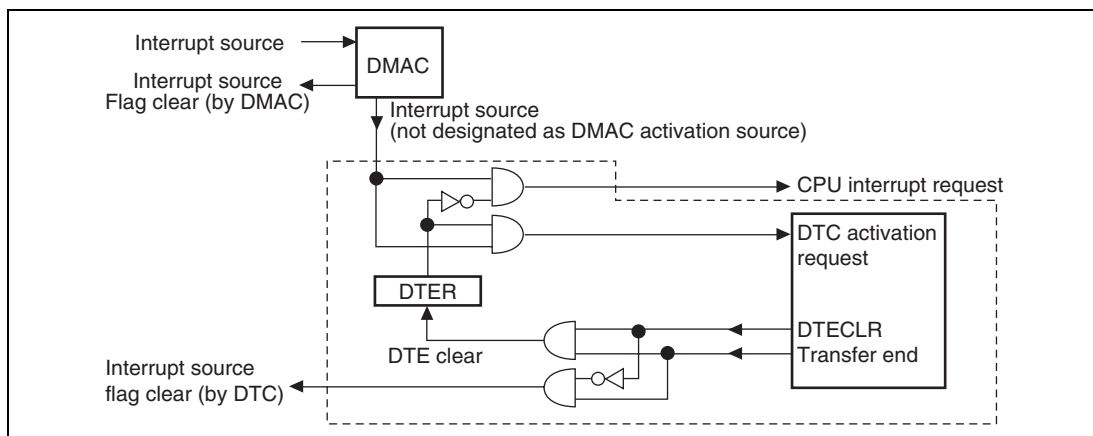 Interrupt source
DMAC
Interrupt source
Flag clear (by DMAC)
Interrupt source
(not designated as DMAC activation source)
CPU interrupt request
DTC activation
request
DTER
DTECLR
DTE clear
Transfer end
Interrupt source
flag clear (by DTC)